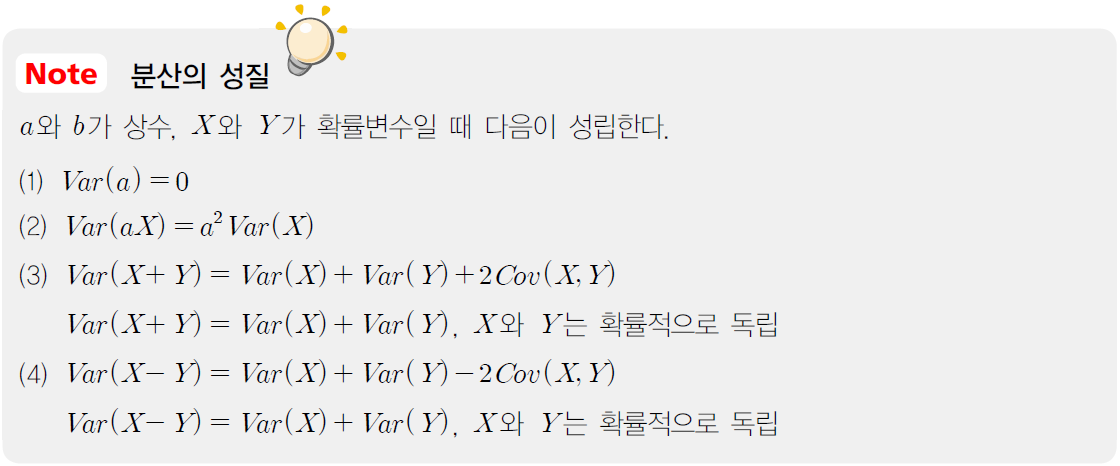 Note 분산의 성질
a와 b가 상수, X와 Y가 확률변수일 때 다음이 성립한다.
(1) Var(a) = 0
(2) Var(aX) = a² Var(X)
(3) Var(X+ Y) = Var(X) + Var(Y) + 2Cov(X, Y)
Var(X+ Y) = Var(X) + Var(Y), X와 Y는 확률적으로 독립
(4) Var(X− Y) = Var(X) + Var(Y) − 2Cov(X, Y)
Var(X− Y) = Var(X) + Var(Y), X와 Y는 확률적으로 독립